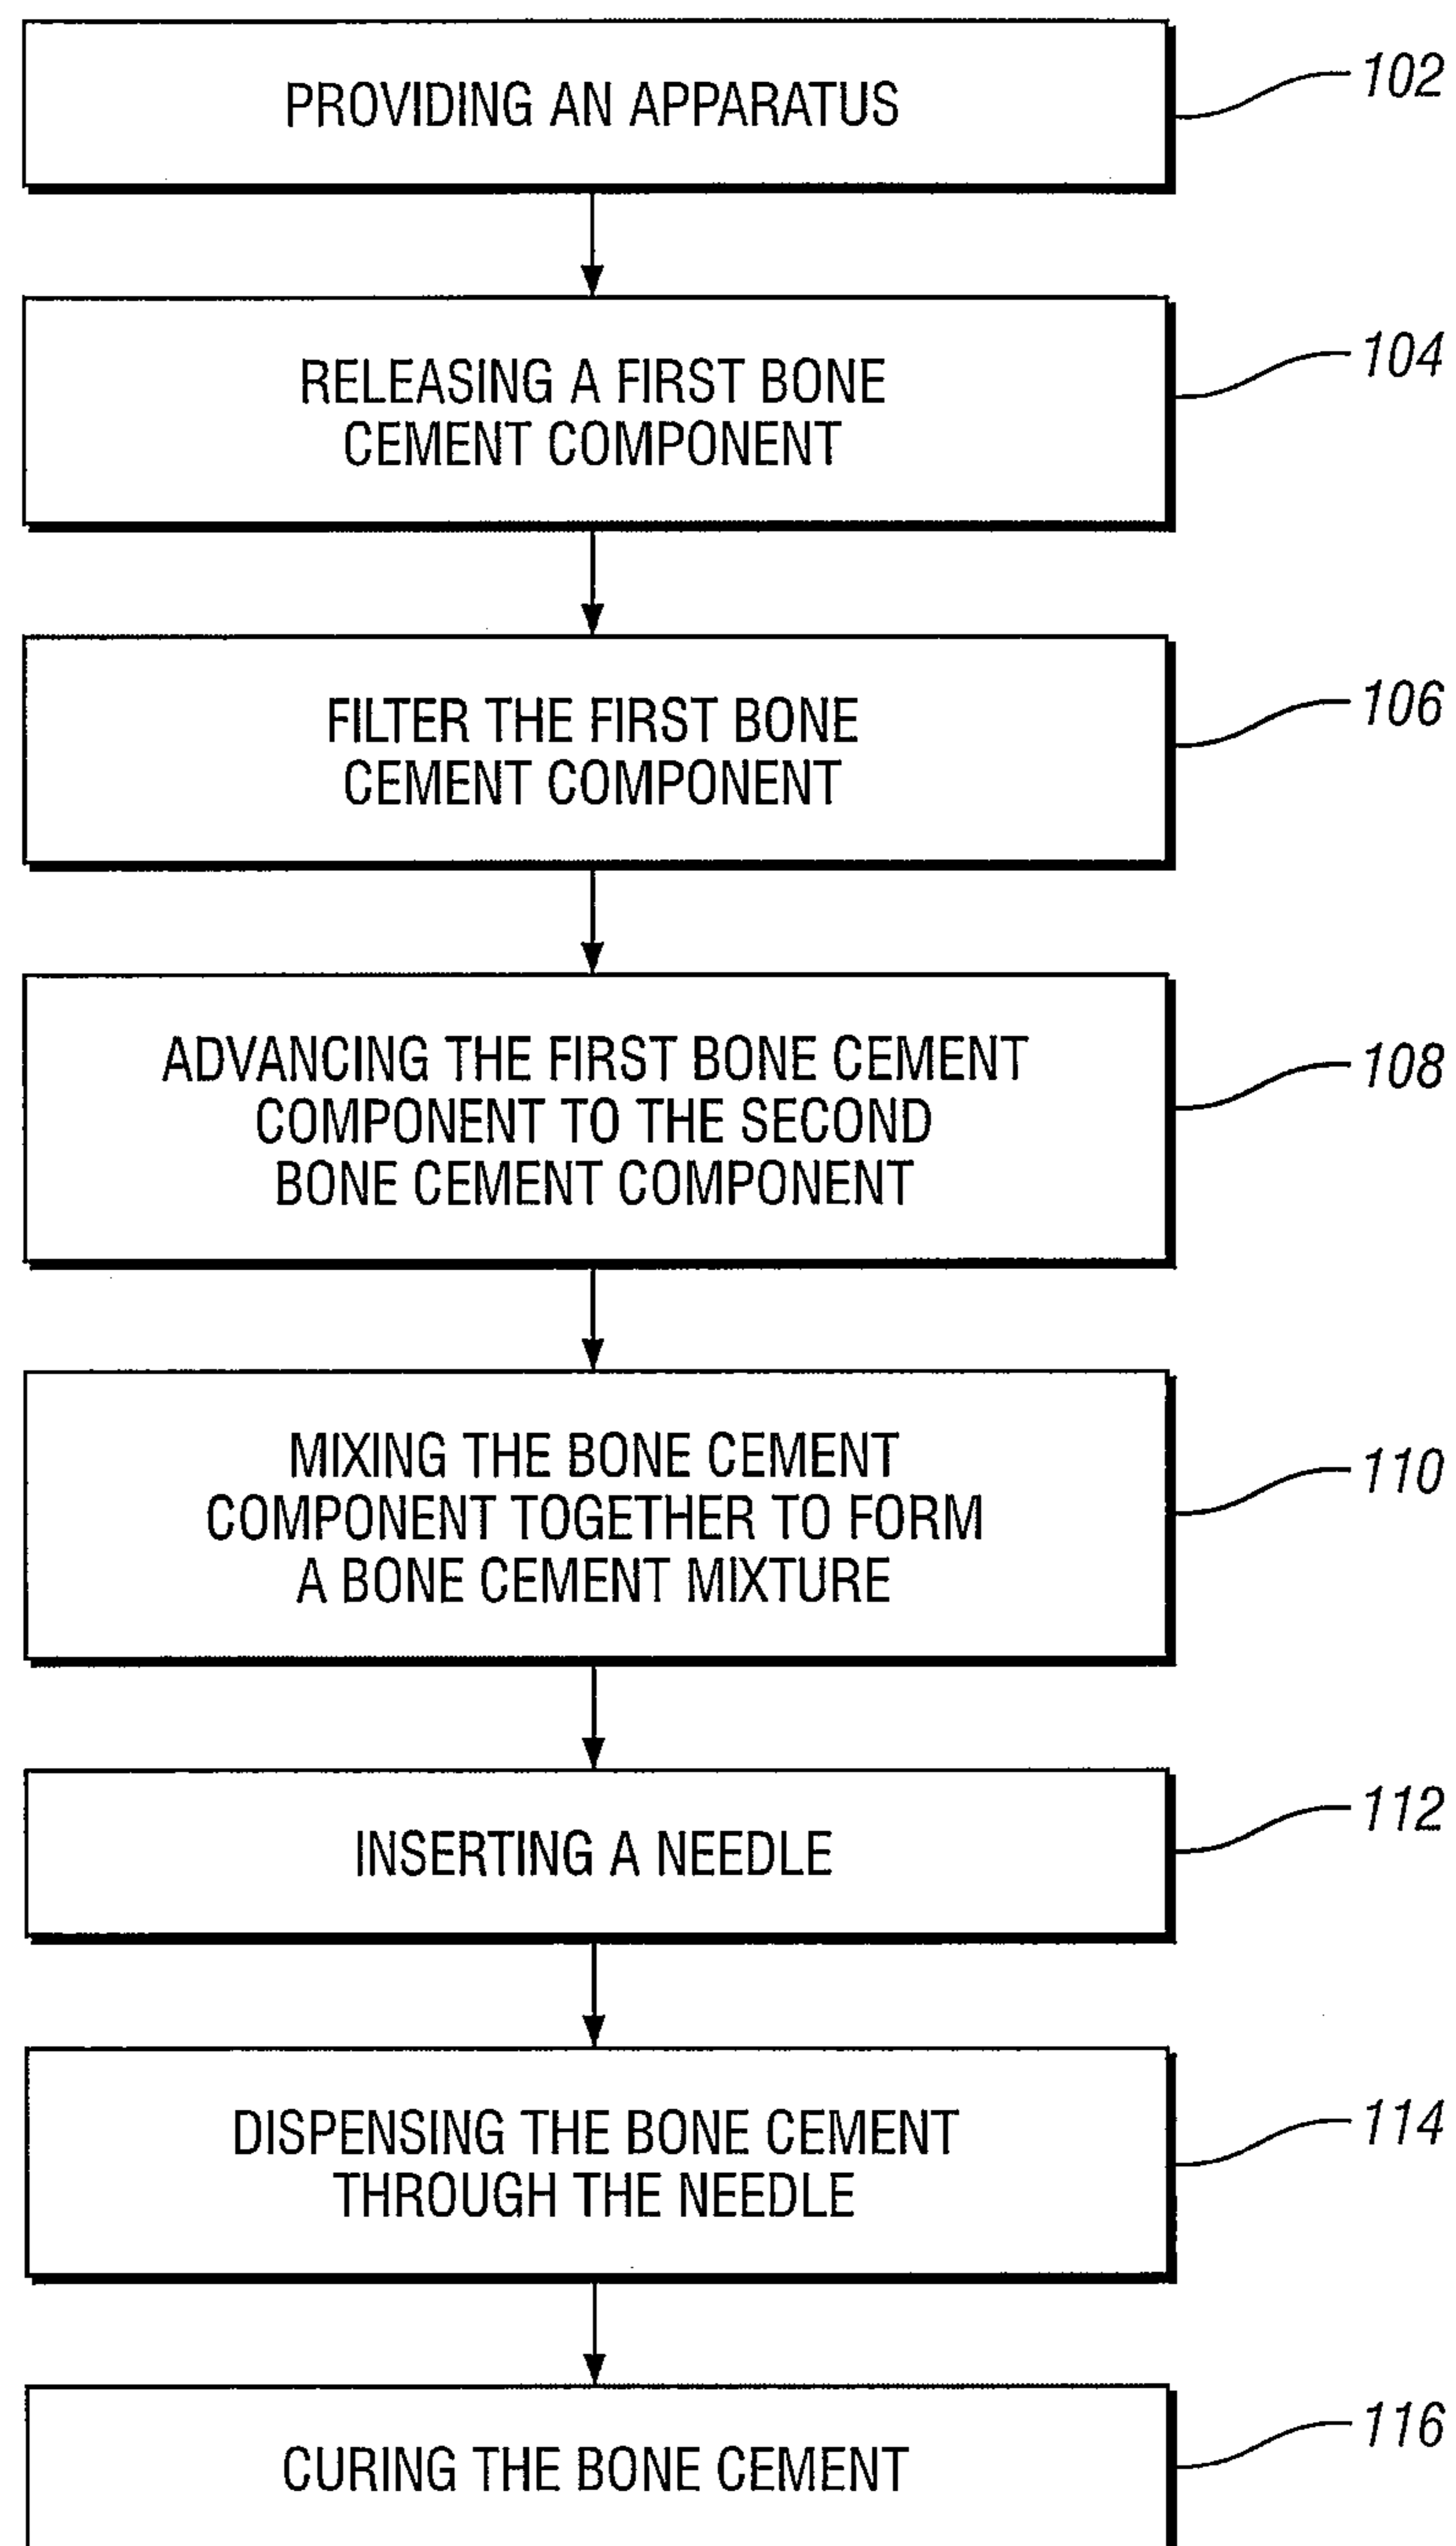 PROVIDING AN APPARATUS
102
RELEASING A FIRST BONE
CEMENT COMPONENT
104
FILTER THE FIRST BONE
CEMENT COMPONENT
106
ADVANCING THE FIRST BONE CEMENT
COMPONENT TO THE SECOND
BONE CEMENT COMPONENT
108
MIXING THE BONE CEMENT
COMPONENT TOGETHER TO FORM
A BONE CEMENT MIXTURE
110
INSERTING A NEEDLE
112
DISPENSING THE BONE CEMENT
THROUGH THE NEEDLE
114
CURING THE BONE CEMENT
116